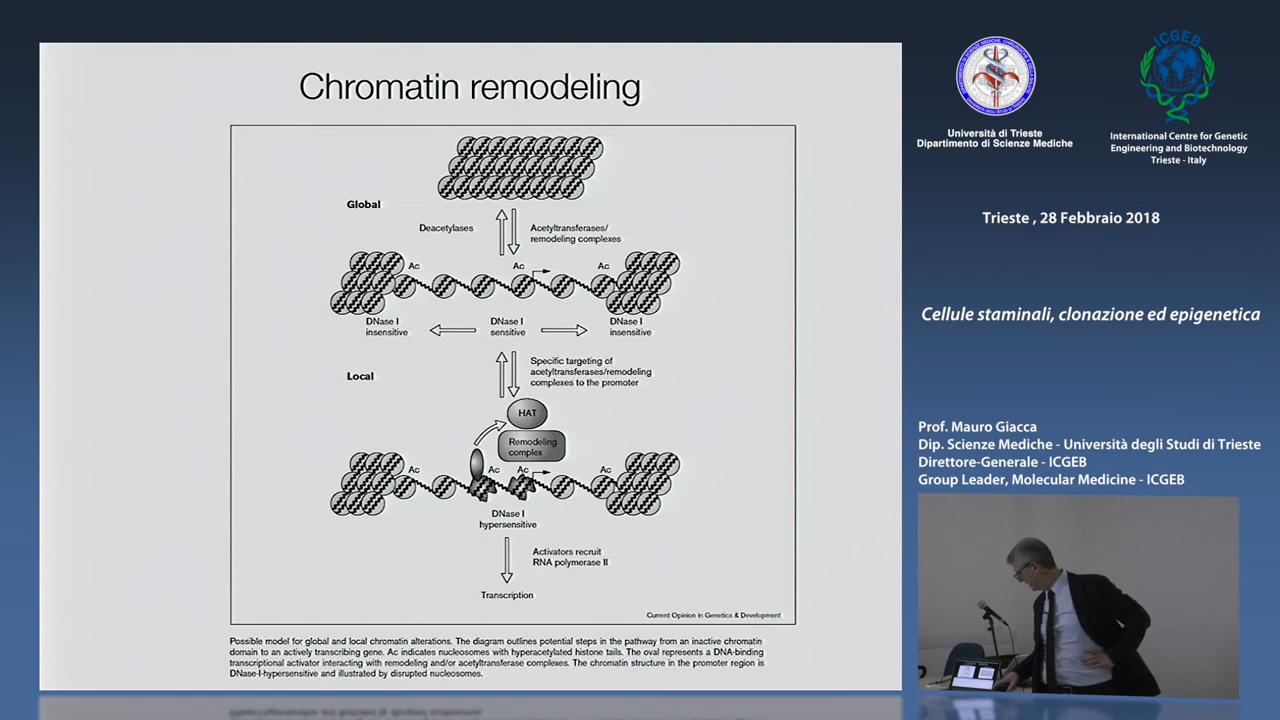 Chromatin remodeling
Global
Deacetylases
Acetyltransferases/
remodeling complexes
Ac
Ac
Ac
DNase I
insensitive
DNase I
sensitive
DNase I
insensitive
Local
Specific targeting of
acetyltransferases/remodeling
complexes to the promoter
HAT
Remodeling
complex
Ac
Ac
Ac
Ac
DNase I
hypersensitive
Activators recruit
RNA polymerase II
Transcription
Current Opinion in Genetics & Development
Possible model for global and local chromatin alterations. The diagram outlines potential steps in the pathway from an inactive chromatin
domain to an actively transcribing gene. Ac indicates nucleosomes with hyperacetylated histone tails. The oval represents a DNA-binding
transcriptional activator interacting with remodeling and/or acetyltransferase complexes. The chromatin structure in the promoter region is
DNase-I-hypersensitive and illustrated by disrupted nucleosomes.
Università di Trieste
Dipartimento di Scienze Mediche
ICGEB
International Centre for Genetic
Engineering and Biotechnology
Trieste - Italy
Trieste , 28 Febbraio 2018
Cellule staminali, clonazione ed epigenetica
Prof. Mauro Giacca
Dip. Scienze Mediche - Università degli Studi di Trieste
Direttore-Generale - ICGEB
Group Leader, Molecular Medicine - ICGEB